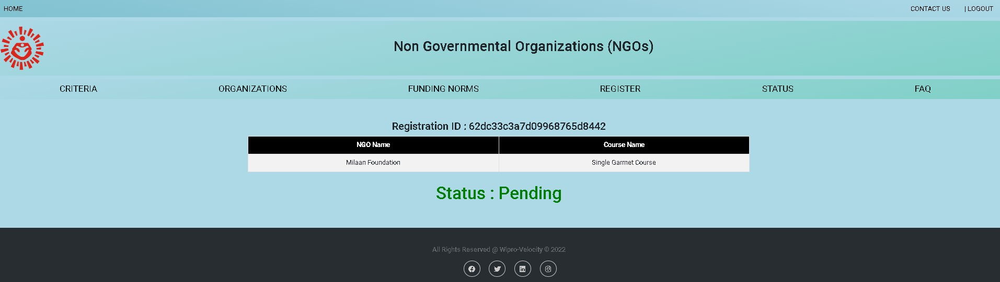 HOME CONTACT US | LOGOUT
Non Governmental Organizations (NGOs)
CRITERIA ORGANIZATIONS FUNDING NORMS REGISTER STATUS FAQ
Registration ID : 62dc33c3a7d09968765d8442
NGO Name Course Name
Milaan Foundation Single Garmet Course
Status : Pending
All Rights Reserved @ Wipro-Velocity © 2022